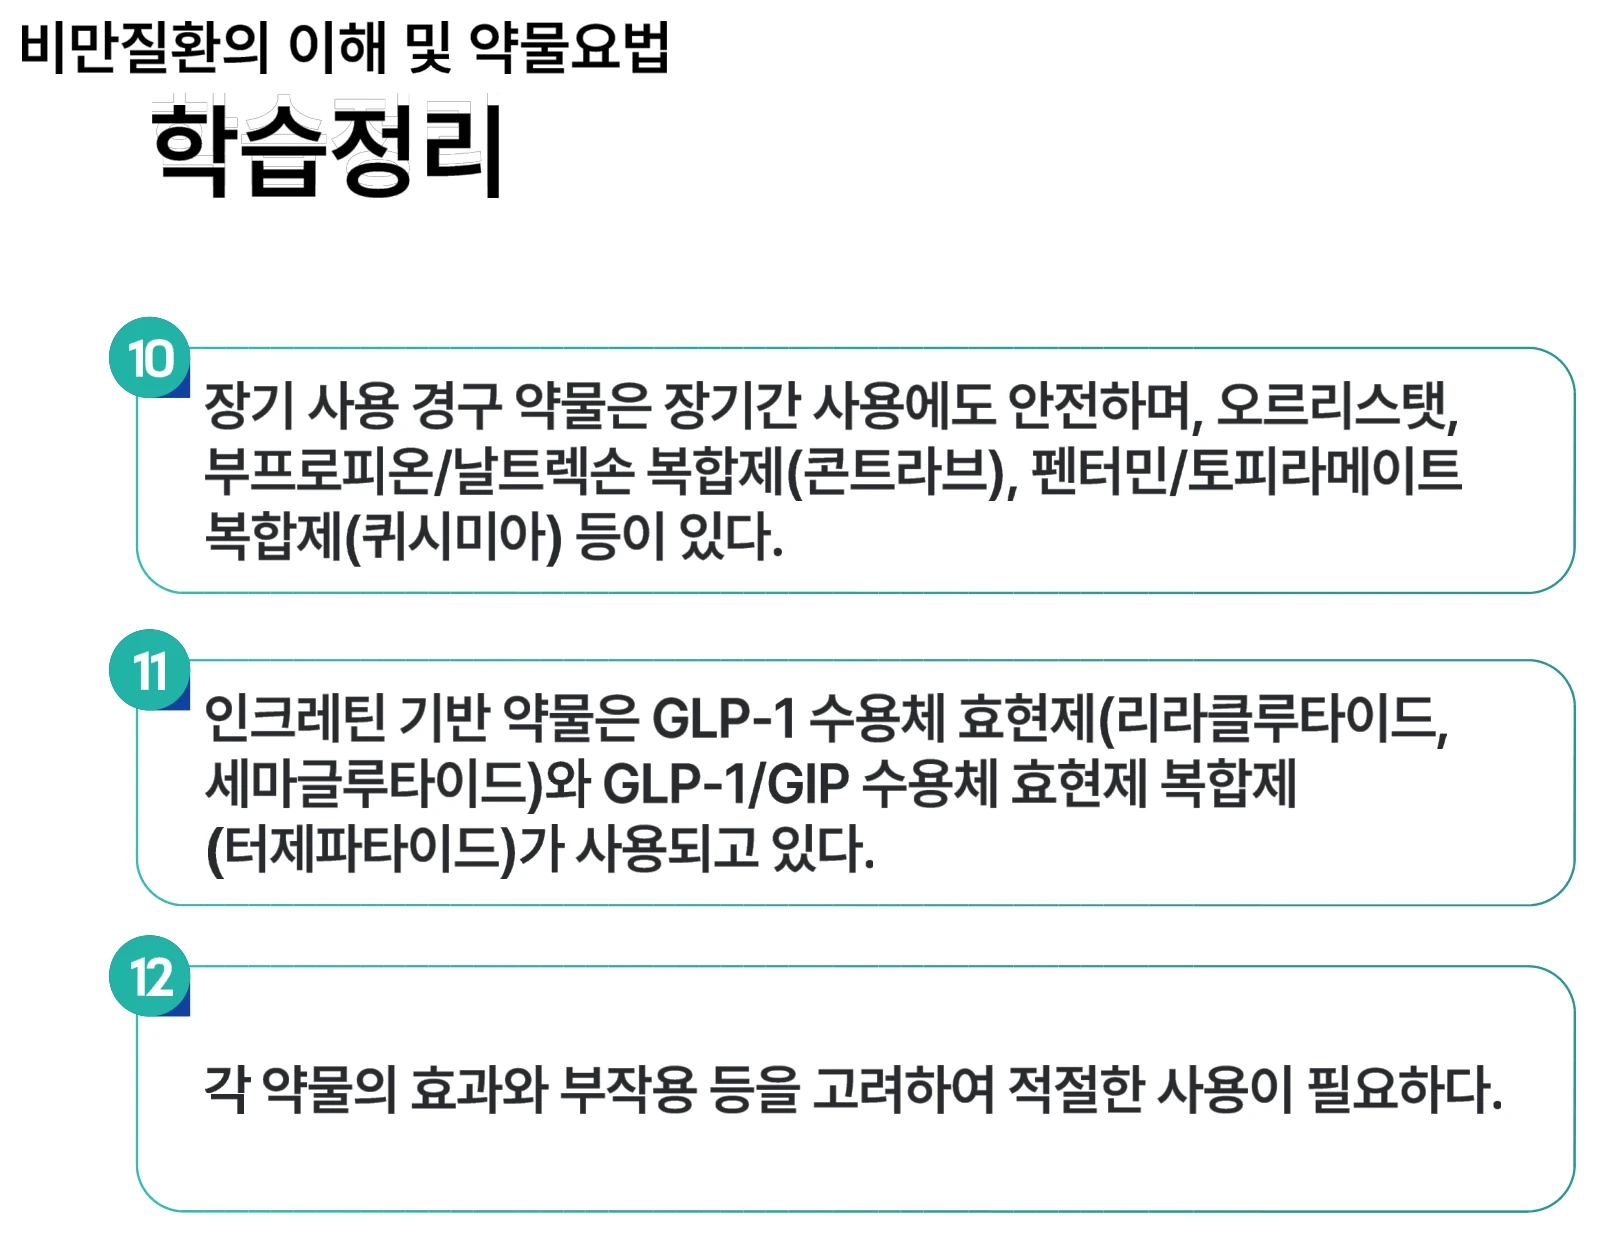 비만질환의 이해 및 약물요법
학습정리
10
장기 사용 경구 약물은 장기간 사용에도 안전하며, 오르리스탯,
부프로피온/날트렉손 복합제(콘트라브), 펜터민/토피라메이트
복합제(퀴시미아) 등이 있다.
11
인크레틴 기반 약물은 GLP-1 수용체 효현제(리라클루타이드,
세마글루타이드)와 GLP-1/GIP 수용체 효현제 복합제
(터제파타이드)가 사용되고 있다.
12
각 약물의 효과와 부작용 등을 고려하여 적절한 사용이 필요하다.